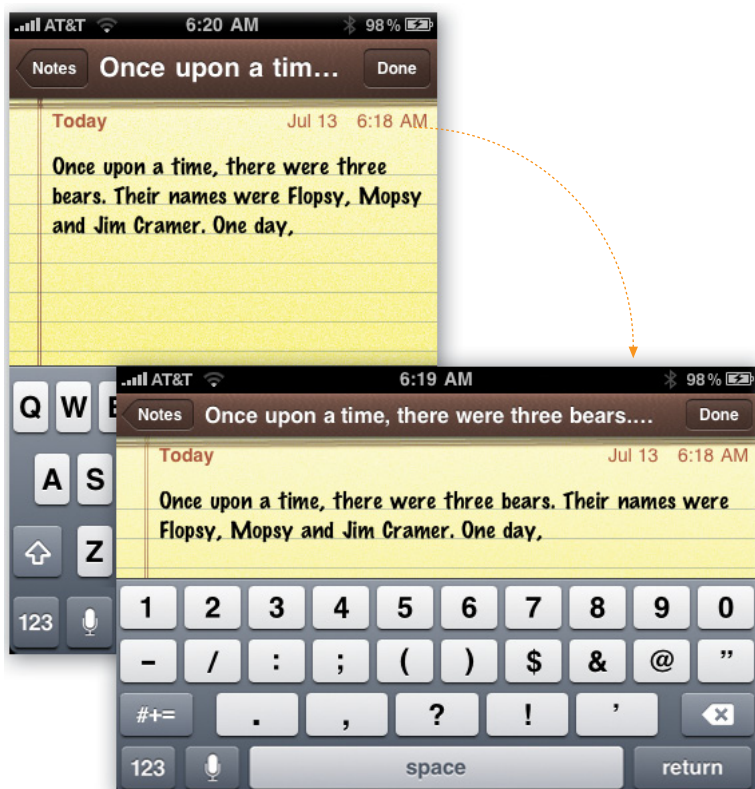 AT&T 6:20 AM 98%
Notes Once upon a tim... Done
Today Jul 13 6:18 AM
Once upon a time, there were three
bears. Their names were Flopsy, Mopsy
and Jim Cramer. One day,
Q W
A S
Z
123
AT&T 6:19 AM 98%
Notes Once upon a time, there were three bears.... Done
Today Jul 13 6:18 AM
Once upon a time, there were three bears. Their names were
Flopsy, Mopsy and Jim Cramer. One day,
1 2 3 4 5 6 7 8 9 0
- / : ; ( ) $ & @ ”
#+= . , ? ! ’
123 space return